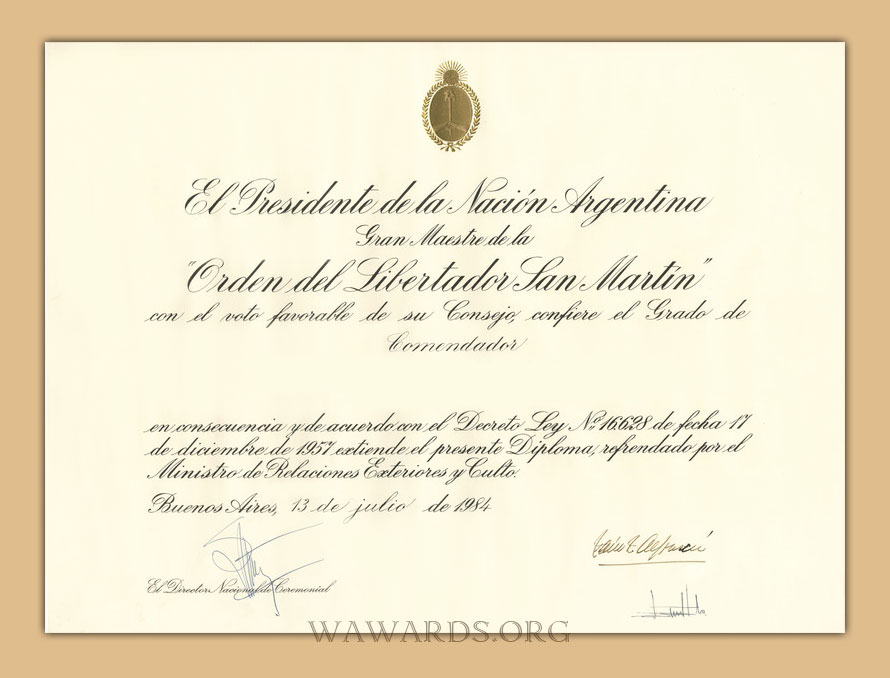 El Presidente de la Nación Argentina
Gran Maestre de la
"Orden del Libertador San Martín"
con el voto favorable de su Consejo, confiere el Grado de
Comendador
en consecuencia y de acuerdo con el Decreto Ley Nº 16.628 de fecha 17
de diciembre de 1957 extiende el presente Diploma, refrendado por el
Ministro de Relaciones Exteriores y Culto.
Buenos Aires, 13 de julio de 1984
El Director Nacional de Ceremonial
WAWARDS.ORG